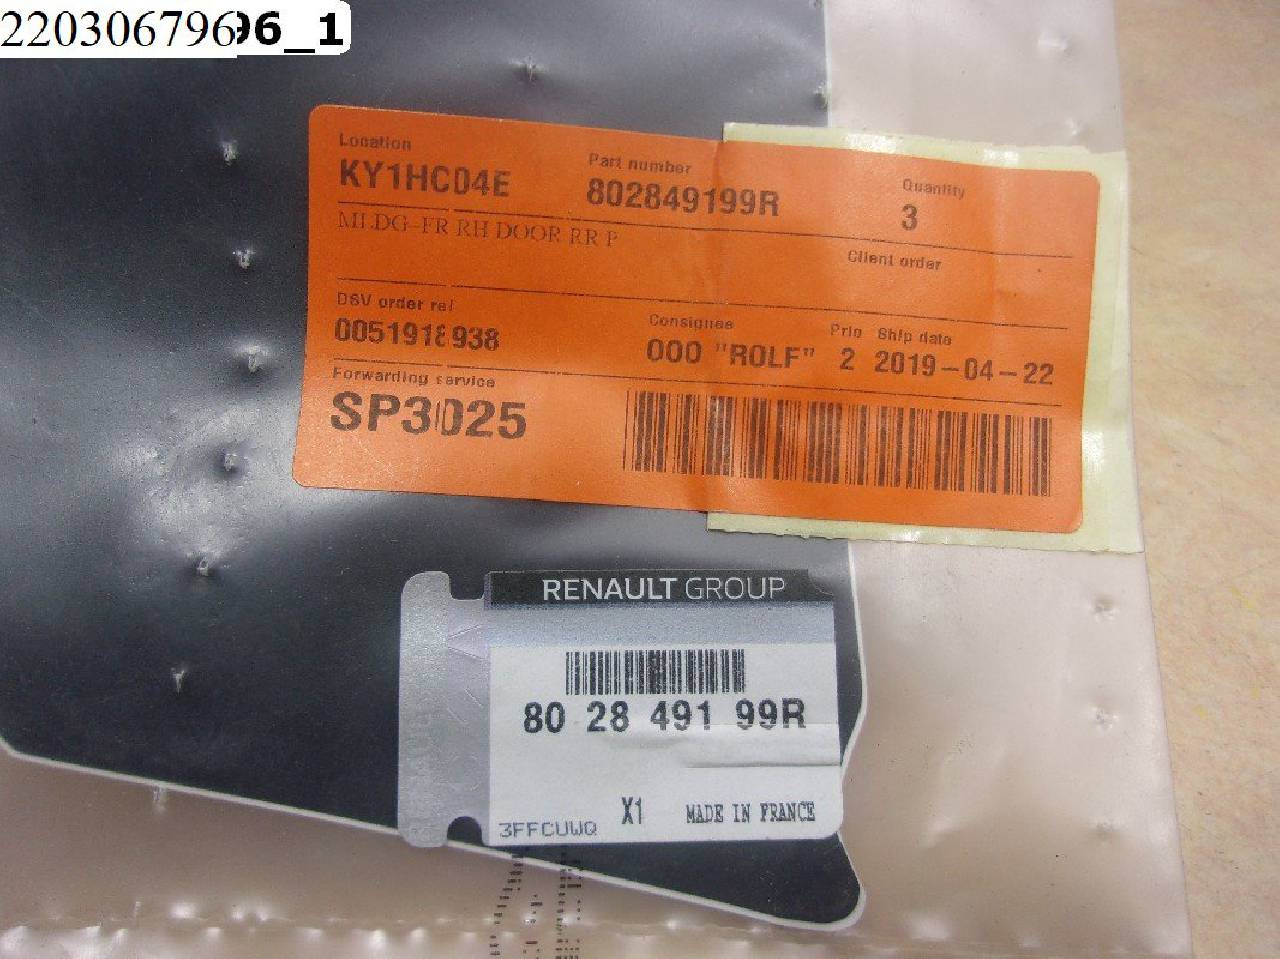 22030679696_1
Location
KY1HC04E
Part number
802849199R
Quantity
3
MLDG-FR RH DOOR RR P
Client order
DSV order ref
0051918938
Consignee
OOO "ROLF"
Prio
2
Ship date
2019-04-22
Forwarding service
SP3025
RENAULT GROUP
80 28 491 99R
X1
MADE IN FRANCE
3FFCUWQ